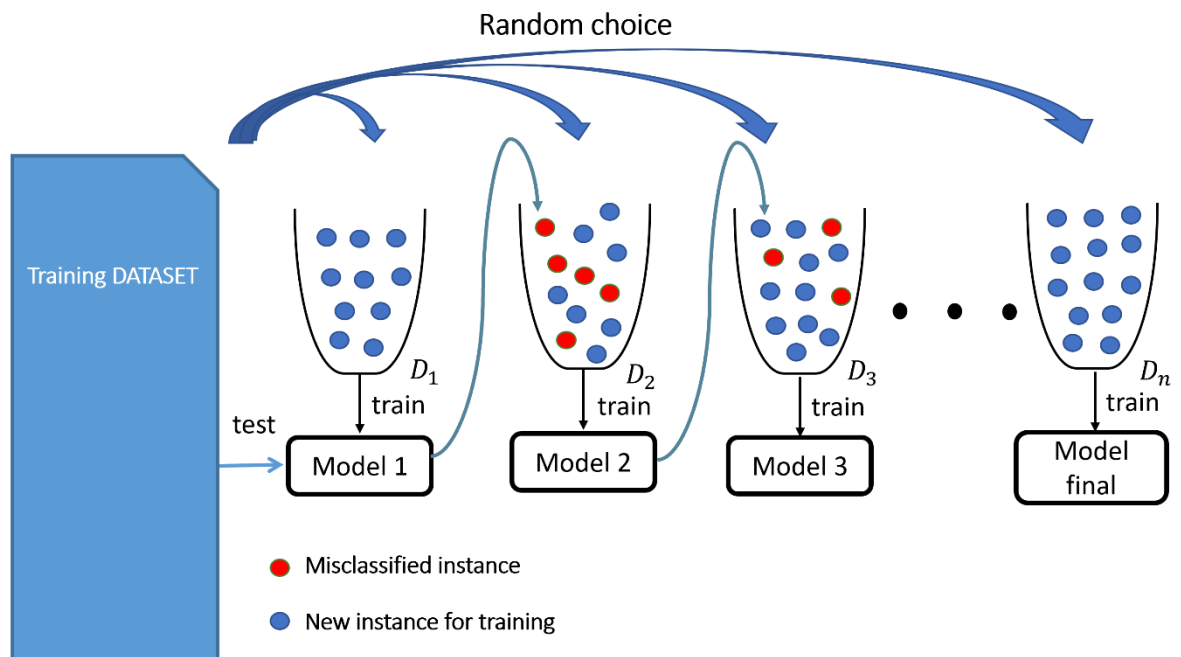 Random choice
Training DATASET
D₁
D₂
D₃
Dₙ
train
train
train
train
test
Model 1
Model 2
Model 3
Model
final
Misclassified instance
New instance for training